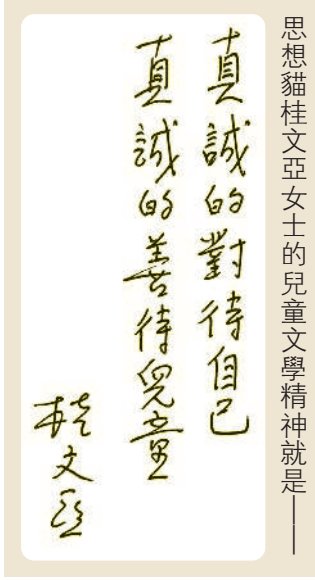 思想貓桂文亞女士的兒童文學精神就是——
真誠的對待自己
真誠的善待兒童
桂文亞